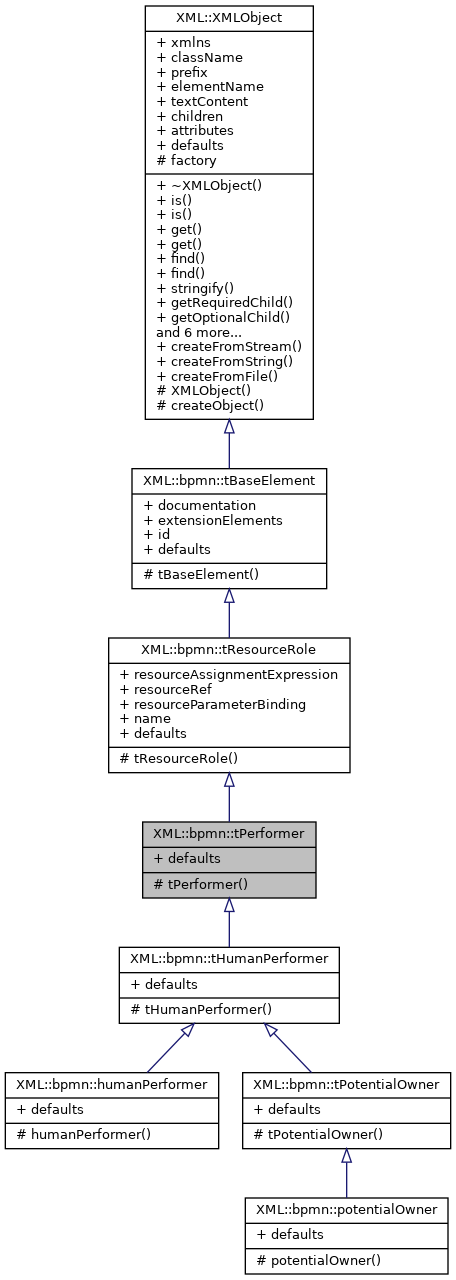 XML::XMLObject
+ xmlns
+ className
+ prefix
+ elementName
+ textContent
+ children
+ attributes
+ defaults
# factory
+ ~XMLObject()
+ is()
+ is()
+ get()
+ get()
+ find()
+ find()
+ stringify()
+ getRequiredChild()
+ getOptionalChild()
and 6 more...
+ createFromStream()
+ createFromString()
+ createFromFile()
# XMLObject()
# createObject()
XML::bpmn::tBaseElement
+ documentation
+ extensionElements
+ id
+ defaults
# tBaseElement()
XML::bpmn::tResourceRole
+ resourceAssignmentExpression
+ resourceRef
+ resourceParameterBinding
+ name
+ defaults
# tResourceRole()
XML::bpmn::tPerformer
+ defaults
# tPerformer()
XML::bpmn::tHumanPerformer
+ defaults
# tHumanPerformer()
XML::bpmn::humanPerformer
+ defaults
# humanPerformer()
XML::bpmn::tPotentialOwner
+ defaults
# tPotentialOwner()
XML::bpmn::potentialOwner
+ defaults
# potentialOwner()